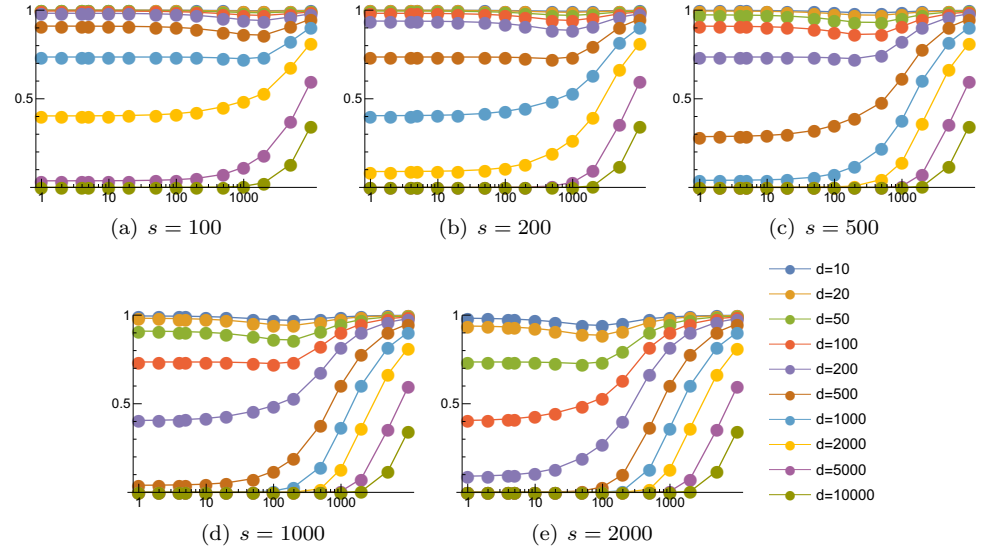 1
0.5
1 10 100 1000
(a) s = 100
1
0.5
1 10 100 1000
(b) s = 200
1
0.5
1 10 100 1000
(c) s = 500
1
0.5
1 10 100 1000
(d) s = 1000
1
0.5
1 10 100 1000
(e) s = 2000
d=10
d=20
d=50
d=100
d=200
d=500
d=1000
d=2000
d=5000
d=10000